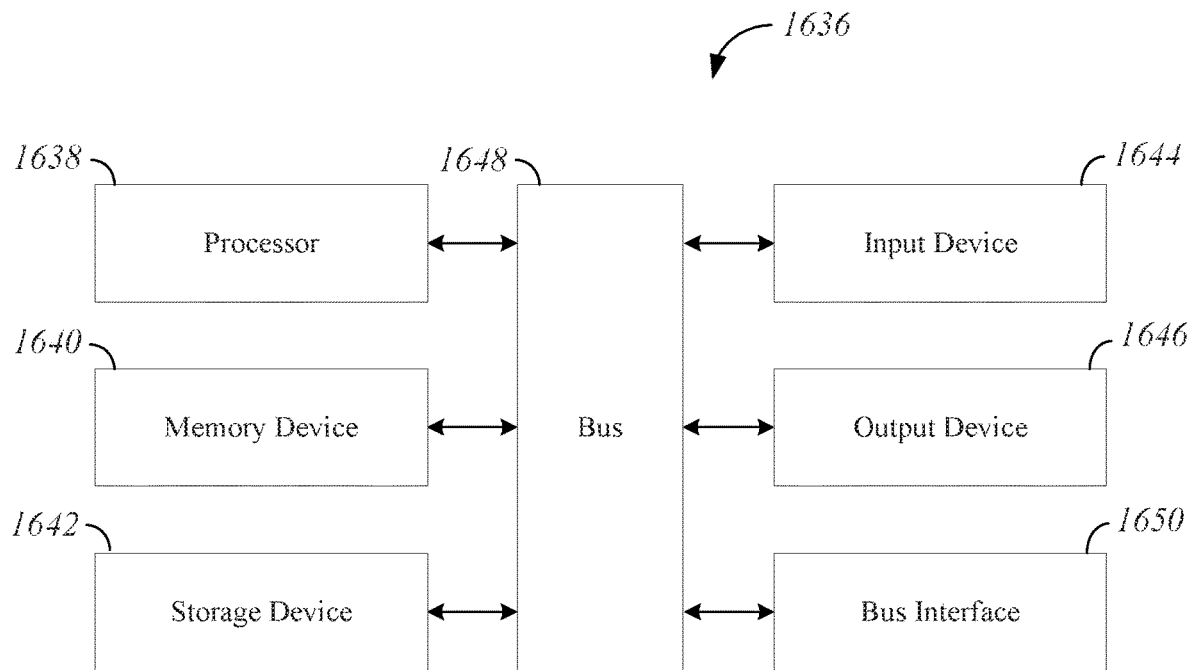 1636
1638
1648
1644
Processor
Input Device
1640
1646
Memory Device
Bus
Output Device
1642
1650
Storage Device
Bus Interface